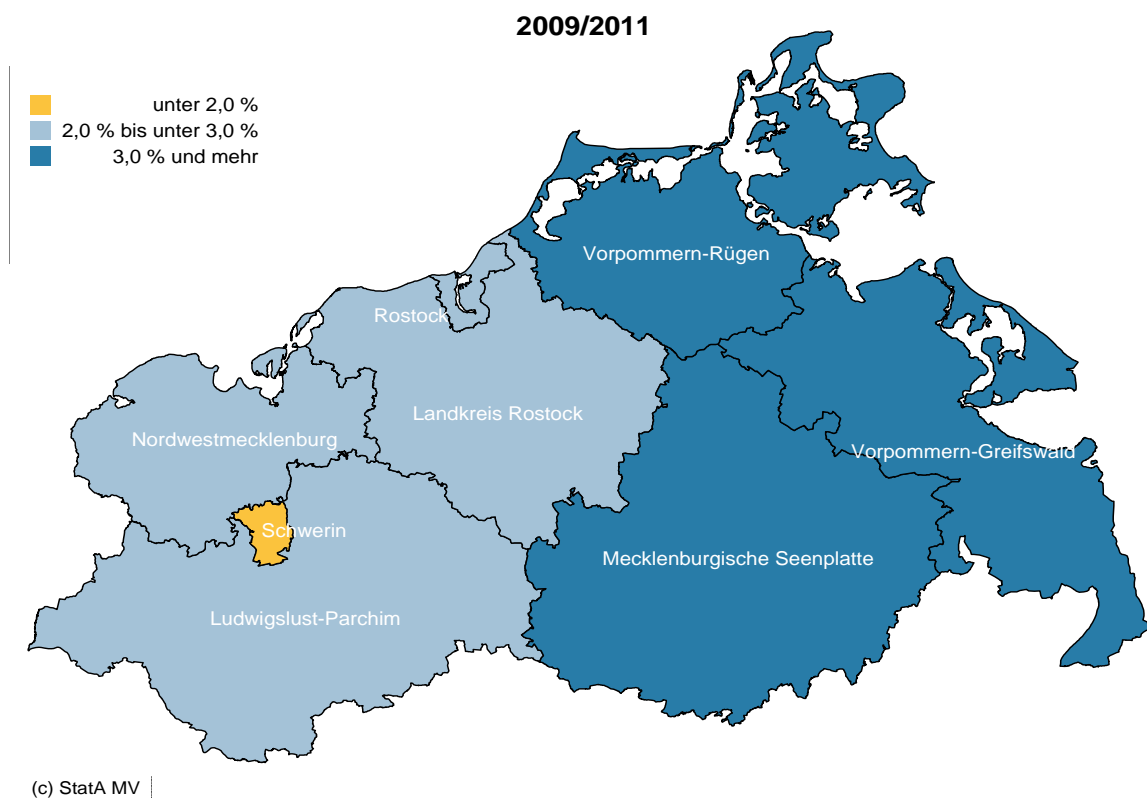 2009/2011
unter 2,0 %
2,0 % bis unter 3,0 %
3,0 % und mehr
Vorpommern-Rügen
Rostock
Landkreis Rostock
Nordwestmecklenburg
Vorpommern-Greifswald
Schwerin
Mecklenburgische Seenplatte
Ludwigslust-Parchim
(c) StatA MV